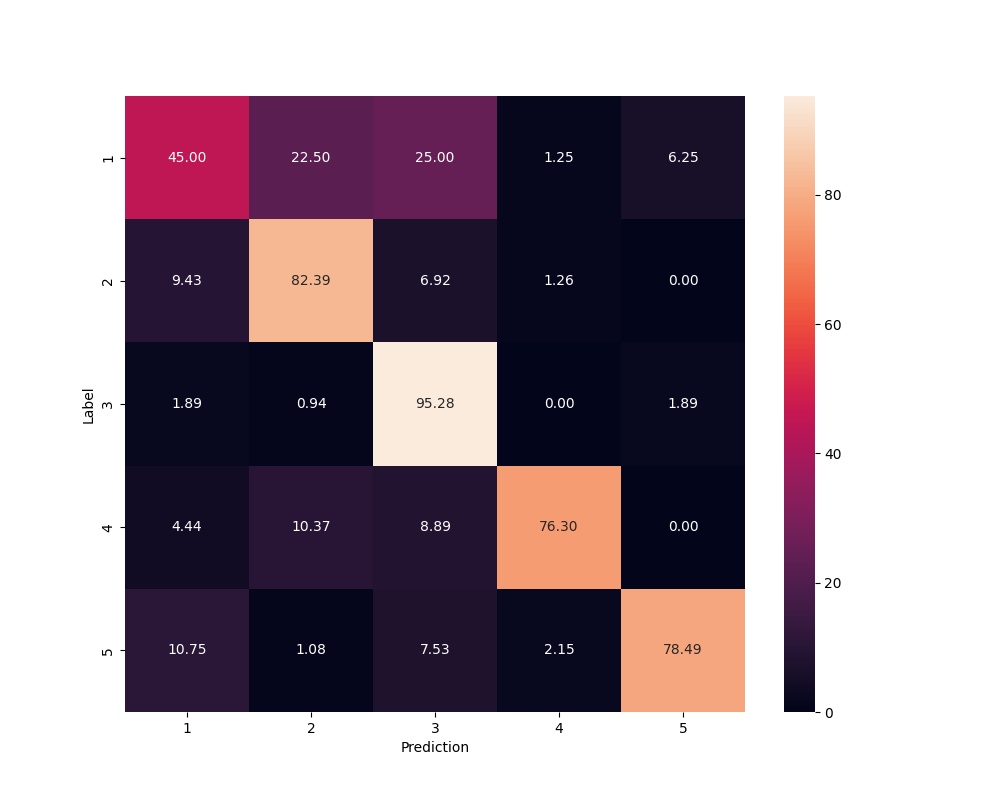 1 45.00 22.50 25.00 1.25 6.25
2 9.43 82.39 6.92 1.26 0.00
3 1.89 0.94 95.28 0.00 1.89
4 4.44 10.37 8.89 76.30 0.00
5 10.75 1.08 7.53 2.15 78.49
Label
1 2 3 4 5
Prediction
80
60
40
20
0